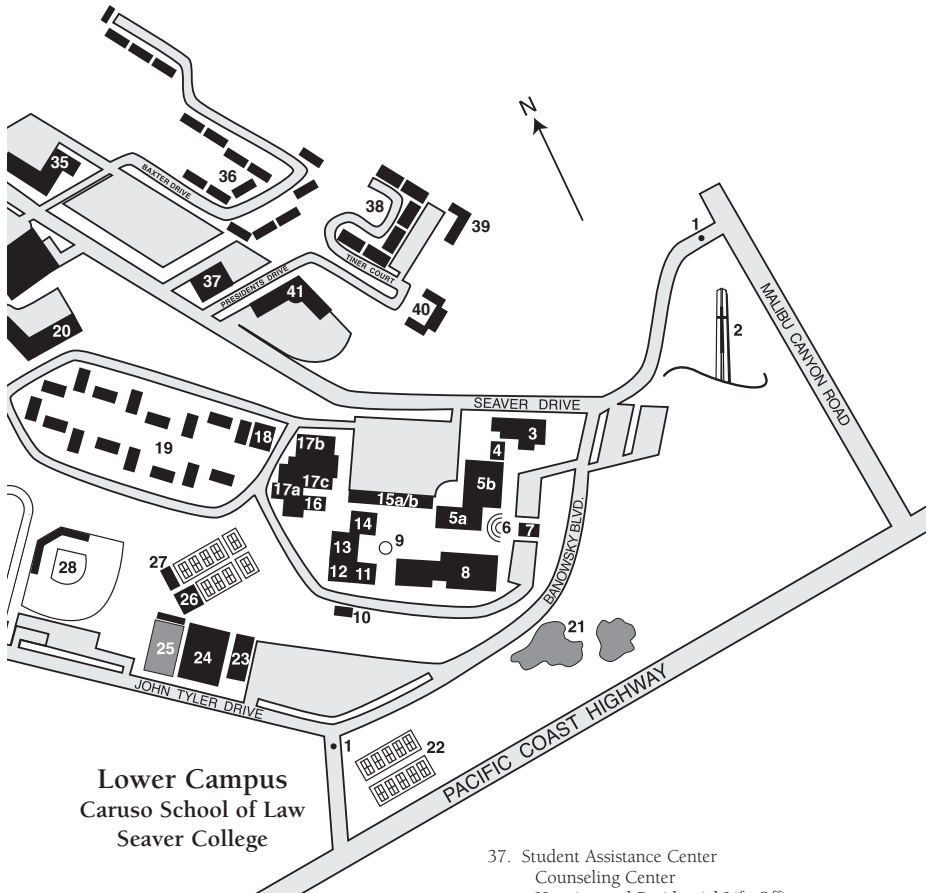 N
35
BAXTER DRIVE
36
38
39
1
37
PRESIDENTS DRIVE
41
TINER COURT
40
MALIBU CANYON ROAD
2
20
SEAVER DRIVE
3
18
17b
4
19
17c
5b
17a
16
15a/b
5a
6
7
14
BANOWSKY BLVD.
9
13
28
27
12
11
8
26
10
21
25
24
23
JOHN TYLER DRIVE
1
22
PACIFIC COAST HIGHWAY
Lower Campus
Caruso School of Law
Seaver College
37. Student Assistance Center
Counseling Center